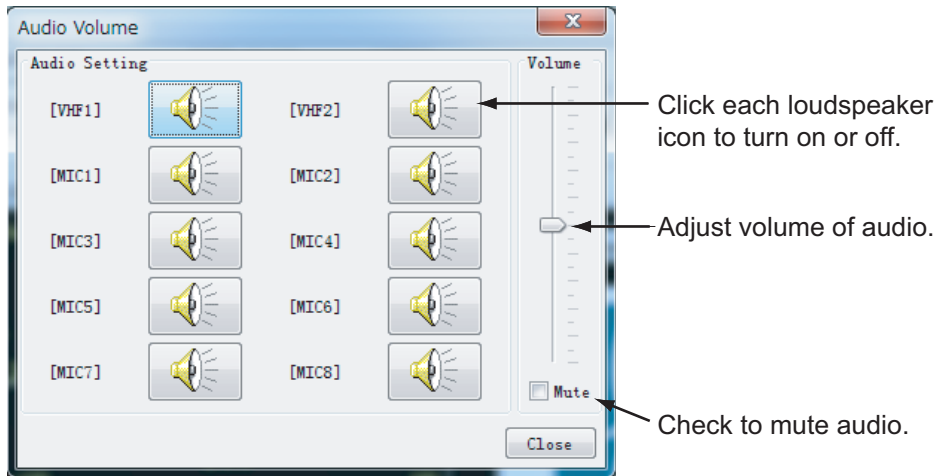 Audio Volume
Audio Setting
Volume
[VHF1]
[VHF2]
[MIC1]
[MIC2]
[MIC3]
[MIC4]
[MIC5]
[MIC6]
[MIC7]
[MIC8]
Mute
Close
Click each loudspeaker
icon to turn on or off.
Adjust volume of audio.
Check to mute audio.